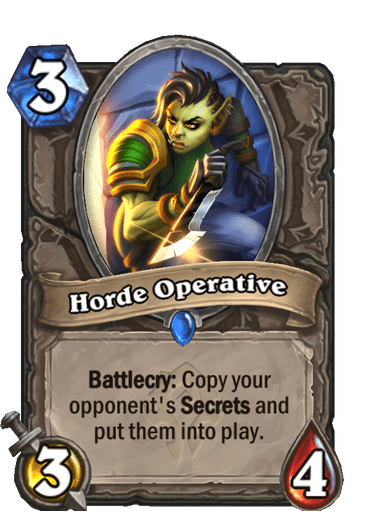 3
Horde Operative
Battlecry: Copy your
opponent's Secrets and
put them into play.
3
4